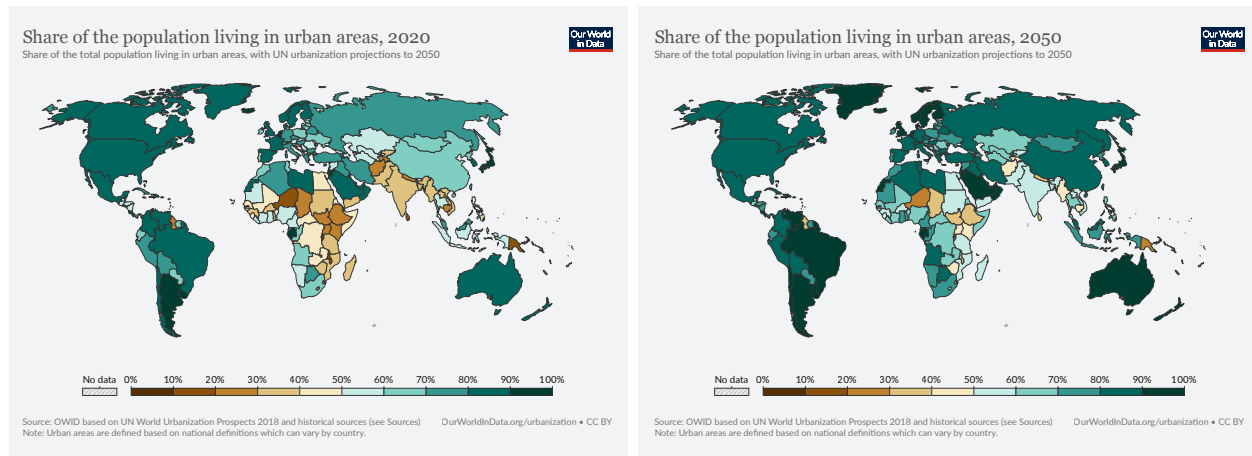 Share of the population living in urban areas, 2020
Share of the total population living in urban areas, with UN urbanization projections to 2050
Our World
in Data
No data
0%
10%
20%
30%
40%
50%
60%
70%
80%
90%
100%
Source: OWID based on UN World Urbanization Prospects 2018 and historical sources (see Sources)
OurWorldInData.org/urbanization • CC BY
Note: Urban areas are defined based on national definitions which can vary by country.
Share of the population living in urban areas, 2050
Share of the total population living in urban areas, with UN urbanization projections to 2050
Our World
in Data
No data
0%
10%
20%
30%
40%
50%
60%
70%
80%
90%
100%
Source: OWID based on UN World Urbanization Prospects 2018 and historical sources (see Sources)
OurWorldInData.org/urbanization • CC BY
Note: Urban areas are defined based on national definitions which can vary by country.